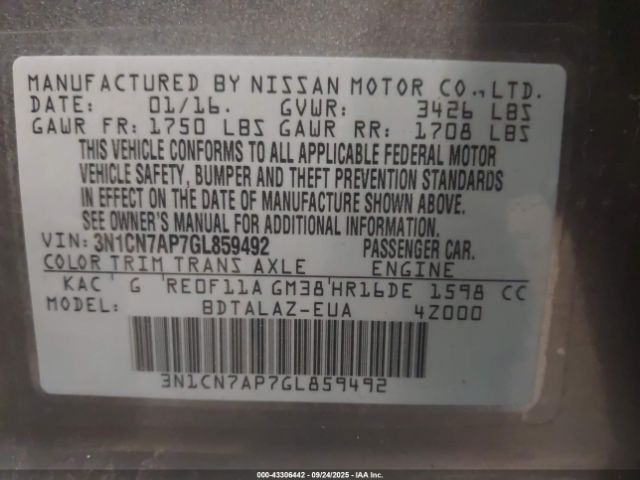 MANUFACTURED BY NISSAN MOTOR CO.,LTD.
DATE: 01/16. GVWR: 3426 LBS
GAWR FR: 1750 LBS GAWR RR: 1708 LBS
THIS VEHICLE CONFORMS TO ALL APPLICABLE FEDERAL MOTOR
VEHICLE SAFETY, BUMPER AND THEFT PREVENTION STANDARDS
IN EFFECT ON THE DATE OF MANUFACTURE SHOWN ABOVE.
SEE OWNER'S MANUAL FOR ADDITIONAL INFORMATION.
VIN: 3N1CN7AP7GL859492 PASSENGER CAR.
COLOR TRIM TRANS AXLE ENGINE
KAC G RE0F11A GM38 HR16DE 1598 CC
MODEL: BDTALAZ-EUA 4Z000
3N1CN7AP7GL859492
000-43306442 - 09/24/2025 - IAA Inc.